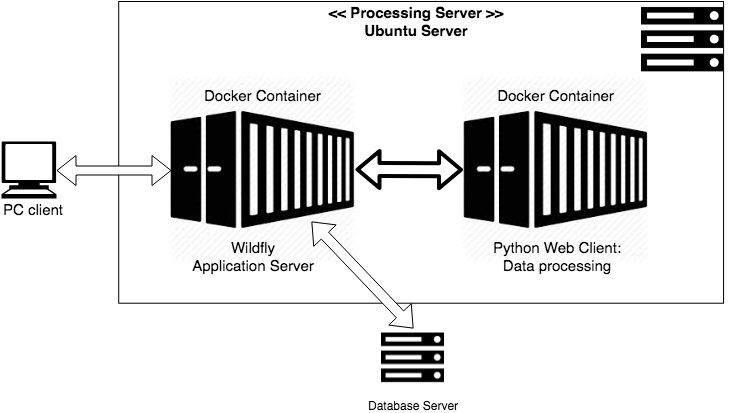 << Processing Server >>
Ubuntu Server
Docker Container
Docker Container
PC client
Wildfly
Application Server
Python Web Client:
Data processing
Database Server